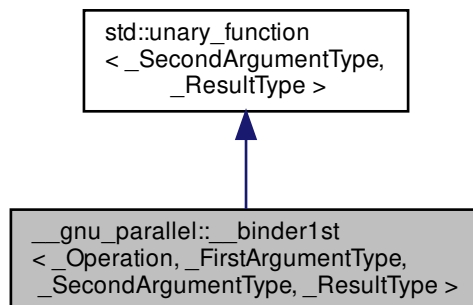 std::unary_function
< _SecondArgumentType,
_ResultType >
__gnu_parallel::__binder1st
< _Operation, _FirstArgumentType,
_SecondArgumentType, _ResultType >